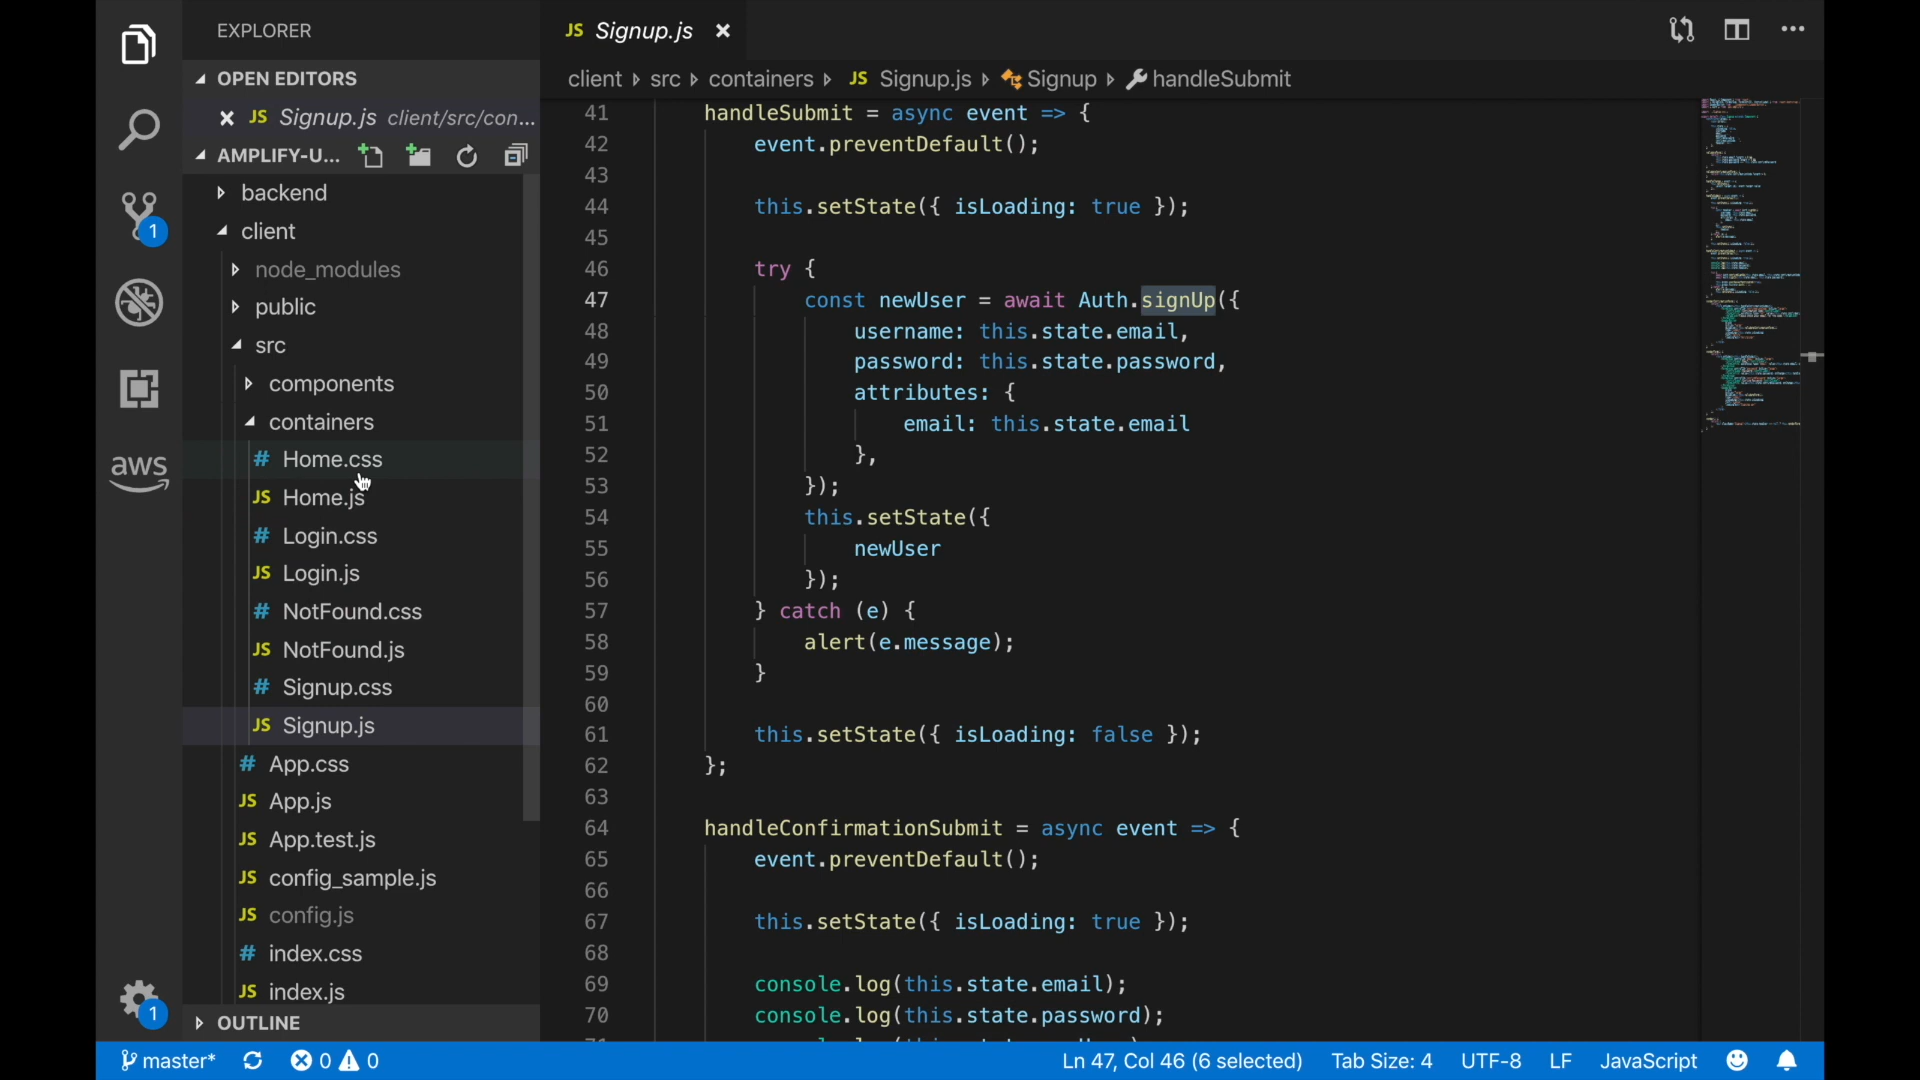 EXPLORER
OPEN EDITORS
JS Signup.js client/src/con...
AMPLIFY-U...
backend
client
node_modules
public
src
components
containers
# Home.css
JS Home.js
# Login.css
JS Login.js
# NotFound.css
JS NotFound.js
# Signup.css
JS Signup.js
# App.css
JS App.js
JS App.test.js
JS config_sample.js
JS config.js
# index.css
JS index.js
OUTLINE
1
aws
1
JS Signup.js
client src containers JS Signup.js Signup handleSubmit
41 handleSubmit = async event => {
42 event.preventDefault();
43
44 this.setState({ isLoading: true });
45
46 try {
47 const newUser = await Auth.signUp({
48 username: this.state.email,
49 password: this.state.password,
50 attributes: {
51 email: this.state.email
52 },
53 });
54 this.setState({
55 newUser
56 });
57 } catch (e) {
58 alert(e.message);
59 }
60
61 this.setState({ isLoading: false });
62 };
63
64 handleConfirmationSubmit = async event => {
65 event.preventDefault();
66
67 this.setState({ isLoading: true });
68
69 console.log(this.state.email);
70 console.log(this.state.password);
master* 0 0 Ln 47, Col 46 (6 selected) Tab Size: 4 UTF-8 LF JavaScript